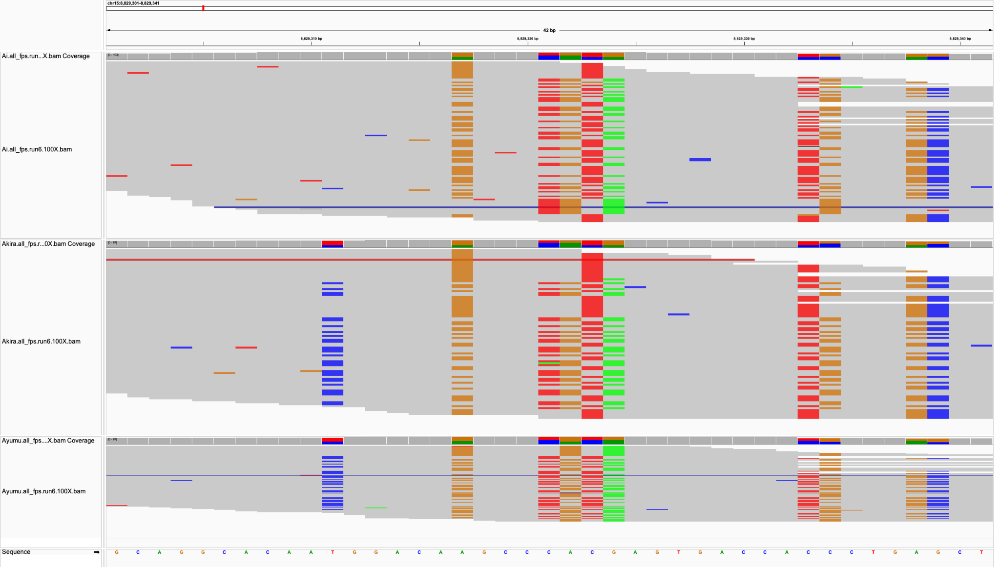 chr15:8,829,301-8,829,341
42 bp
8,829,310 bp 8,829,320 bp 8,829,330 bp 8,829,340 bp
Ai.all_fps.run...X.bam Coverage
[0 - 103]
Ai.all_fps.run6.100X.bam
Akira.all_fps.r...0X.bam Coverage
[0 - 87]
Akira.all_fps.run6.100X.bam
Ayumu.all_fps....X.bam Coverage
[0 - 97]
Ayumu.all_fps.run6.100X.bam
Sequence G C A G G C A C A A T G G A C A A G C C C A C G A G T G A C C A C C C T G A G C T